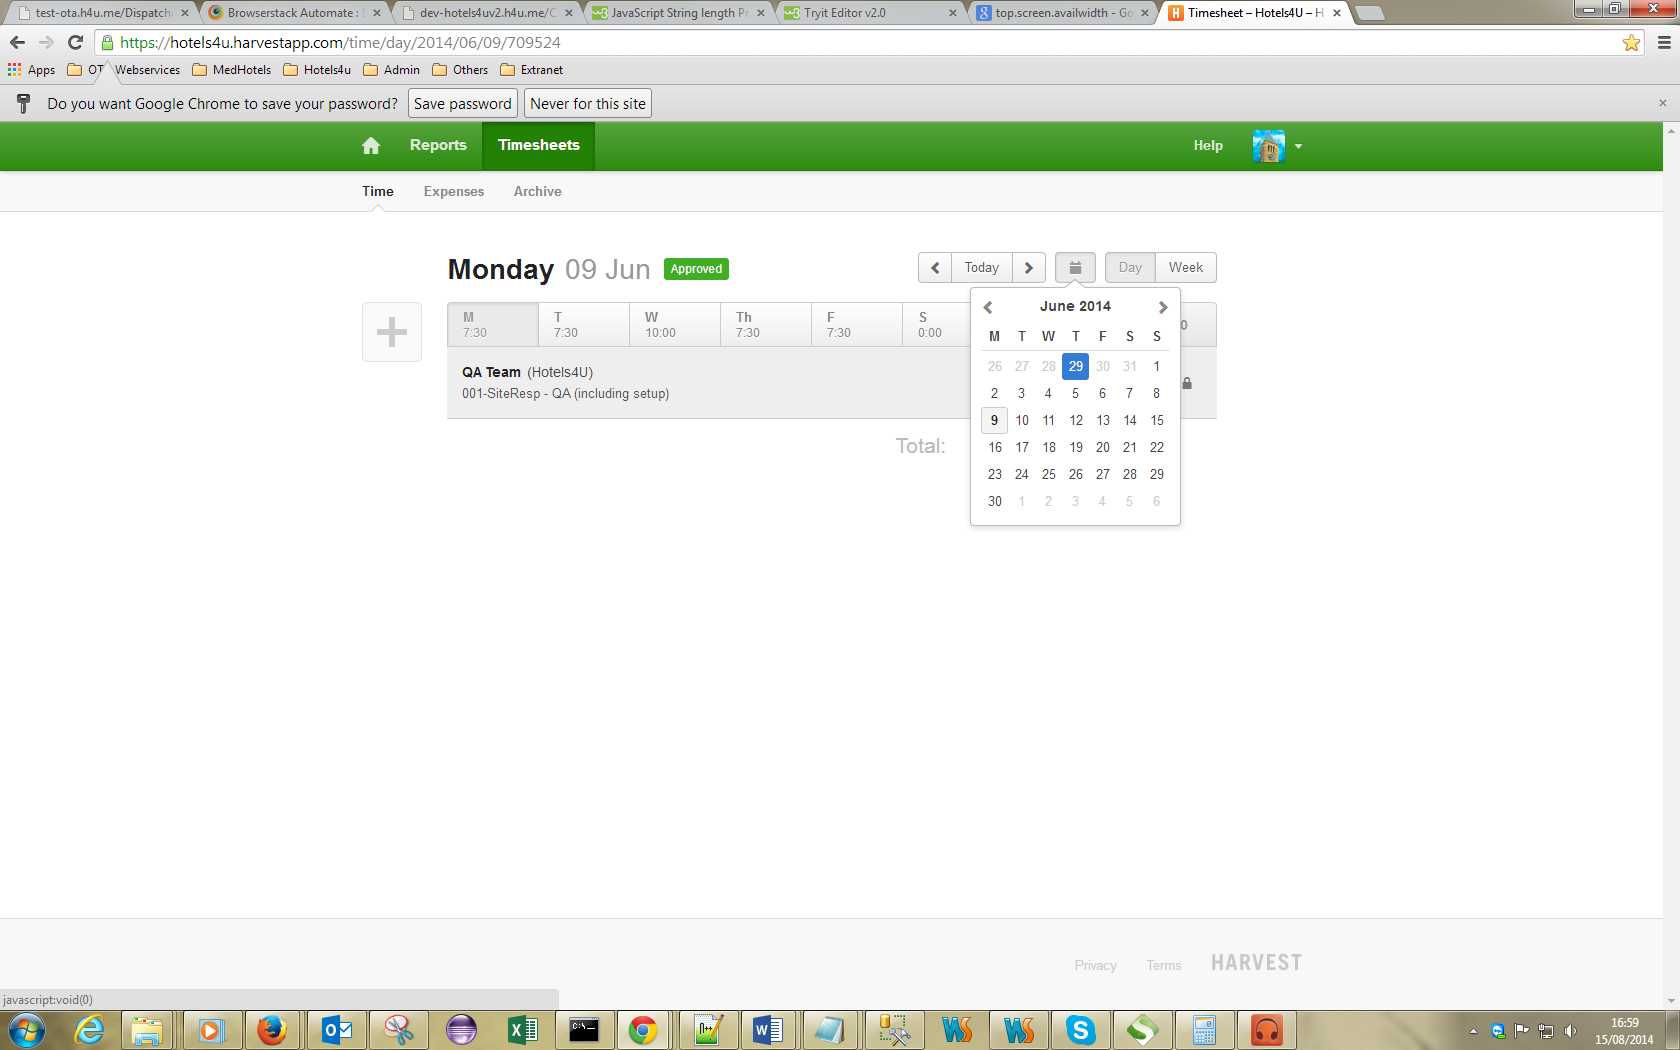 test-ota.h4u.me/Dispatch
Browserstack Automate :
dev-hotels4uv2.h4u.me/C
JavaScript String length Pr
Tryit Editor v2.0
top.screen.availwidth - Go
Timesheet – Hotels4U – H
https://hotels4u.harvestapp.com/time/day/2014/06/09/709524
Apps
OT
Webservices
MedHotels
Hotels4u
Admin
Others
Extranet
Do you want Google Chrome to save your password?
Save password
Never for this site
Reports
Timesheets
Help
Time
Expenses
Archive
Monday 09 Jun
Approved
Today
Day
Week
M
7:30
T
7:30
W
10:00
Th
7:30
F
7:30
S
0:00
June 2014
M T W T F S S
26 27 28 29 30 31 1
2 3 4 5 6 7 8
9 10 11 12 13 14 15
16 17 18 19 20 21 22
23 24 25 26 27 28 29
30 1 2 3 4 5 6
QA Team (Hotels4U)
001-SiteResp - QA (including setup)
Total:
Privacy
Terms
HARVEST
javascript:void(0)
16:59
15/08/2014